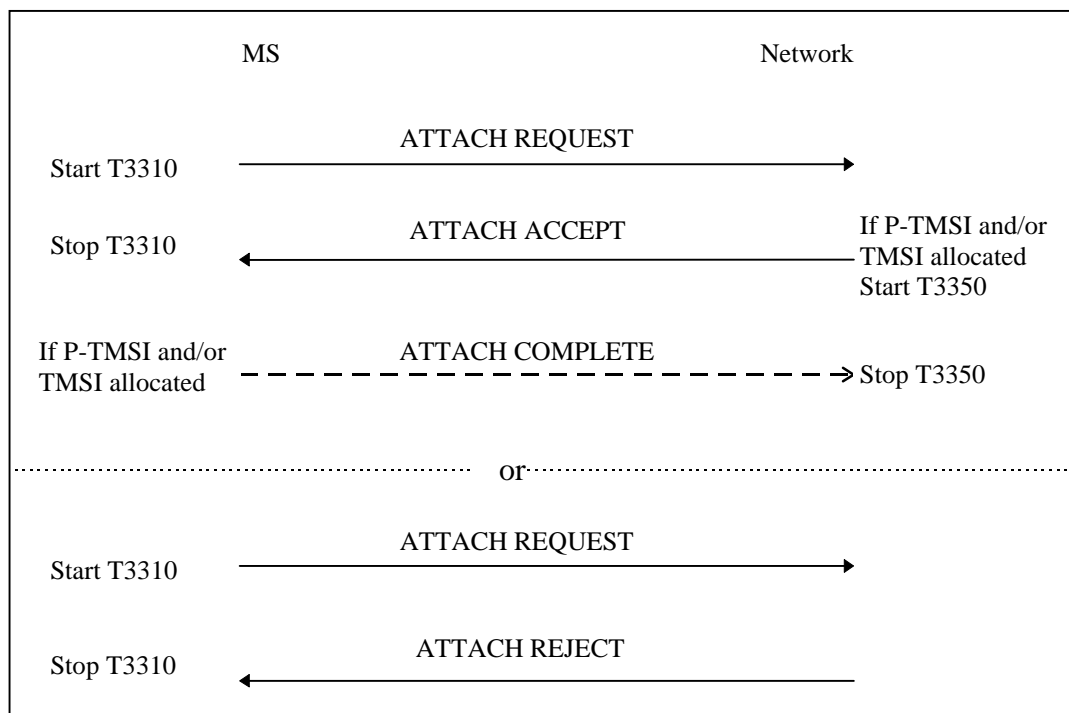 MS
Network
ATTACH REQUEST
Start T3310
ATTACH ACCEPT
Stop T3310
If P-TMSI and/or
TMSI allocated
Start T3350
If P-TMSI and/or
TMSI allocated
ATTACH COMPLETE
Stop T3350
or
ATTACH REQUEST
Start T3310
ATTACH REJECT
Stop T3310